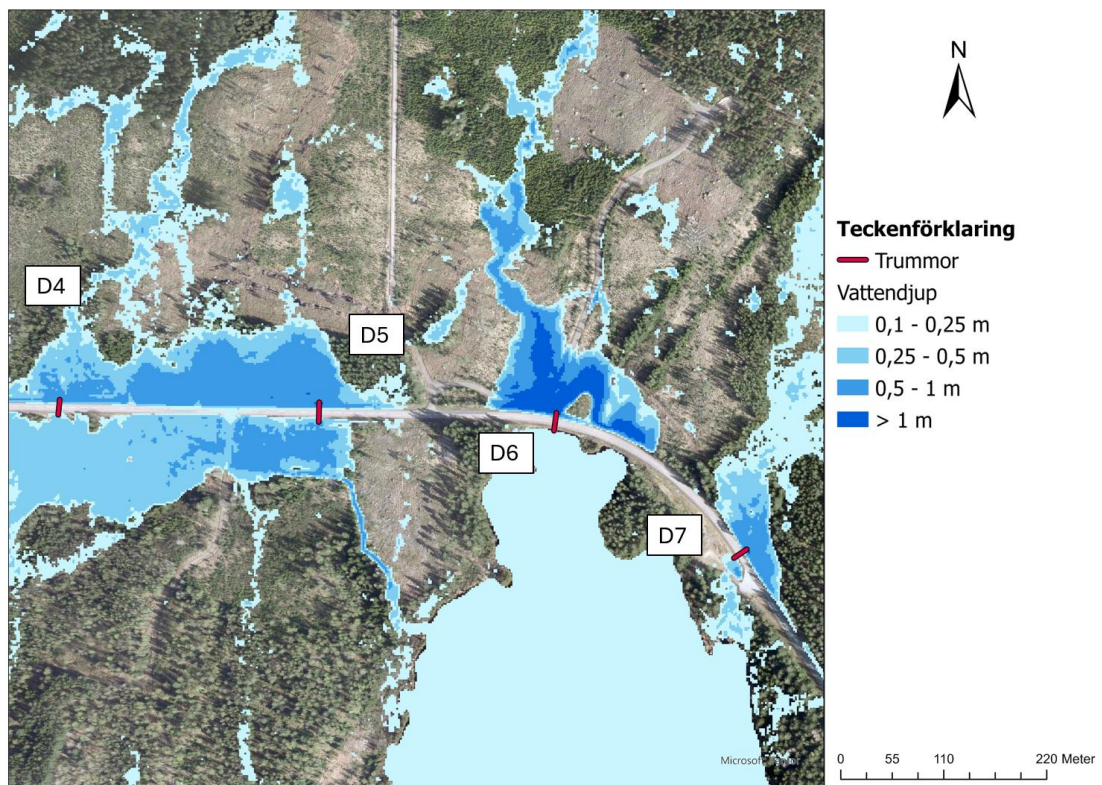 N
D4
D5
D6
D7
Teckenförklaring
Trummor
Vattendjup
0,1 - 0,25 m
0,25 - 0,5 m
0,5 - 1 m
> 1 m
0 55 110 220 Meter
Microsoft